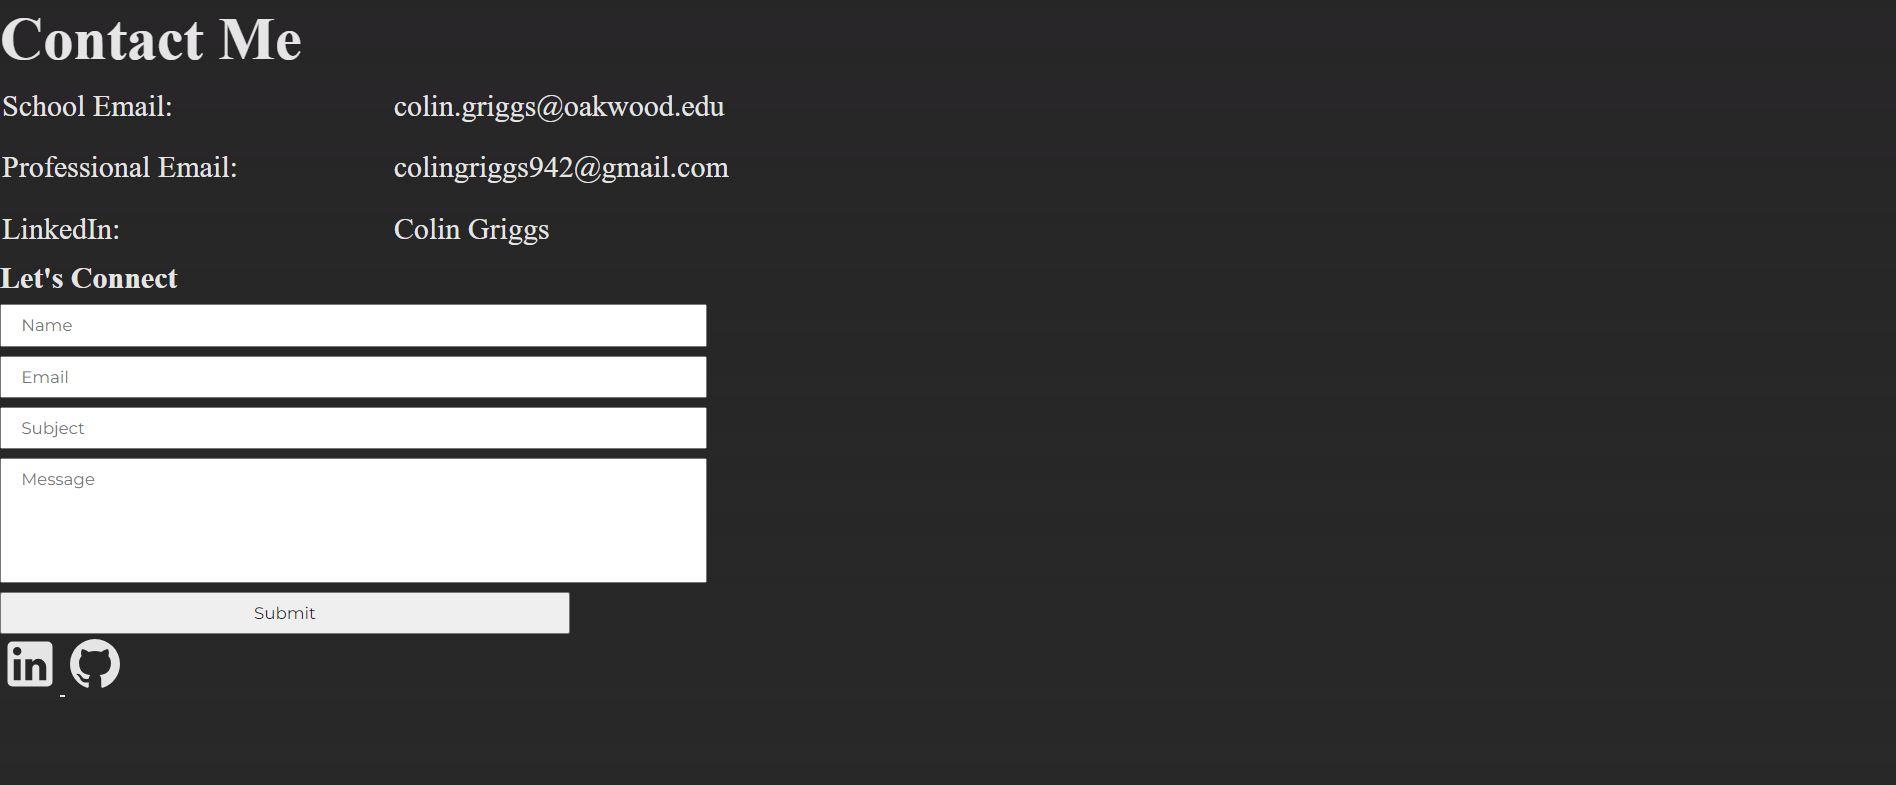 Contact Me
School Email: colin.griggs@oakwood.edu
Professional Email: colingriggs942@gmail.com
LinkedIn: Colin Griggs
Let's Connect
Name
Email
Subject
Message
Submit
in